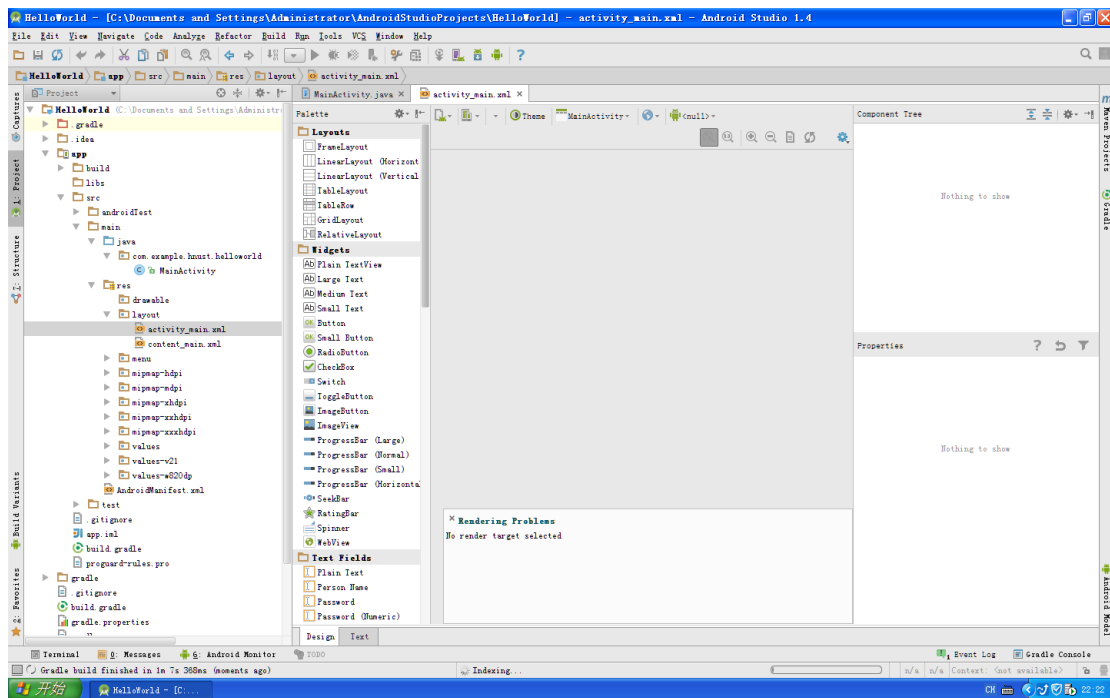 HelloWorld - [C:\Documents and Settings\Administrator\AndroidStudioProjects\HelloWorld] - activity_main.xml - Android Studio 1.4
File Edit View Navigate Code Analyze Refactor Build Run Tools VCS Window Help
HelloWorld app src main res layout activity_main.xml
Captures
1: Project
7: Structure
Build Variants
2: Favorites
Project
HelloWorld (C:\Documents and Settings\Administr
.gradle
.idea
app
build
libs
src
androidTest
main
java
com.example.hnust.helloworld
MainActivity
res
drawable
layout
activity_main.xml
content_main.xml
menu
mipmap-hdpi
mipmap-mdpi
mipmap-xhdpi
mipmap-xxhdpi
mipmap-xxxhdpi
values
values-v21
values-w820dp
AndroidManifest.xml
test
.gitignore
app.iml
build.gradle
proguard-rules.pro
gradle
.gitignore
build.gradle
gradle.properties
MainActivity.java × activity_main.xml ×
Palette
Layouts
FrameLayout
LinearLayout (Horizont
LinearLayout (Vertical
TableLayout
TableRow
GridLayout
RelativeLayout
Widgets
Plain TextView
Large Text
Medium Text
Small Text
Button
Small Button
RadioButton
CheckBox
Switch
ToggleButton
ImageButton
ImageView
ProgressBar (Large)
ProgressBar (Normal)
ProgressBar (Small)
ProgressBar (Horizontal
SeekBar
RatingBar
Spinner
WebView
Text Fields
Plain Text
Person Name
Password
Password (Numeric)
Theme MainActivity <null>
Rendering Problems
No render target selected
Design Text
Component Tree
Nothing to show
Properties
Nothing to show
Maven Projects
Gradle
Android Model
Terminal 0: Messages 6: Android Monitor TODO 1 Event Log Gradle Console
Gradle build finished in 1m 7s 368ms (moments ago) Indexing... n/a n/a Context: <not available>
开始 HelloWorld - [C:... CH 22:22